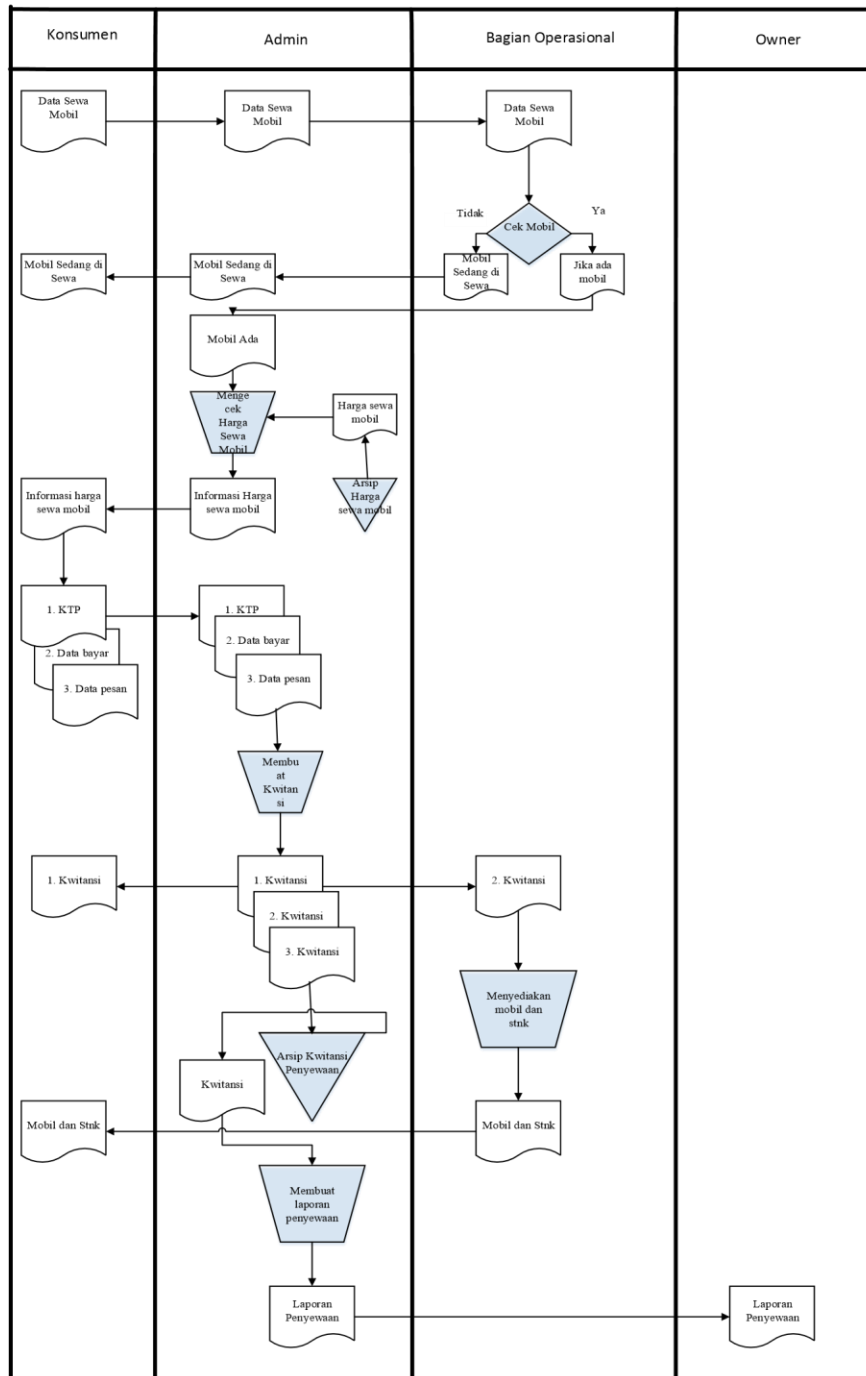 Konsumen
Admin
Bagian Operasional
Owner
Data Sewa
Mobil
Data Sewa
Mobil
Data Sewa
Mobil
Tidak
Ya
Cek Mobil
Mobil Sedang di
Sewa
Mobil Sedang di
Sewa
Mobil
Sedang di
Sewa
Jika ada
mobil
Mobil Ada
Menge
cek
Harga
Sewa
Mobil
Harga sewa
mobil
Informasi harga
sewa mobil
Informasi Harga
sewa mobil
Arsip
Harga
sewa mobil
1. KTP
2. Data bayar
3. Data pesan
1. KTP
2. Data bayar
3. Data pesan
Membu
at
Kwitan
si
1. Kwitansi
1. Kwitansi
2. Kwitansi
3. Kwitansi
2. Kwitansi
Menyediakan
mobil dan
stnk
Arsip Kwitansi
Penyewaan
Kwitansi
Mobil dan Stnk
Mobil dan Stnk
Membuat
laporan
penyewaan
Laporan
Penyewaan
Laporan
Penyewaan